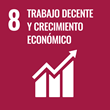 8 TRABAJO DECENTE
Y CRECIMIENTO
ECONÓMICO